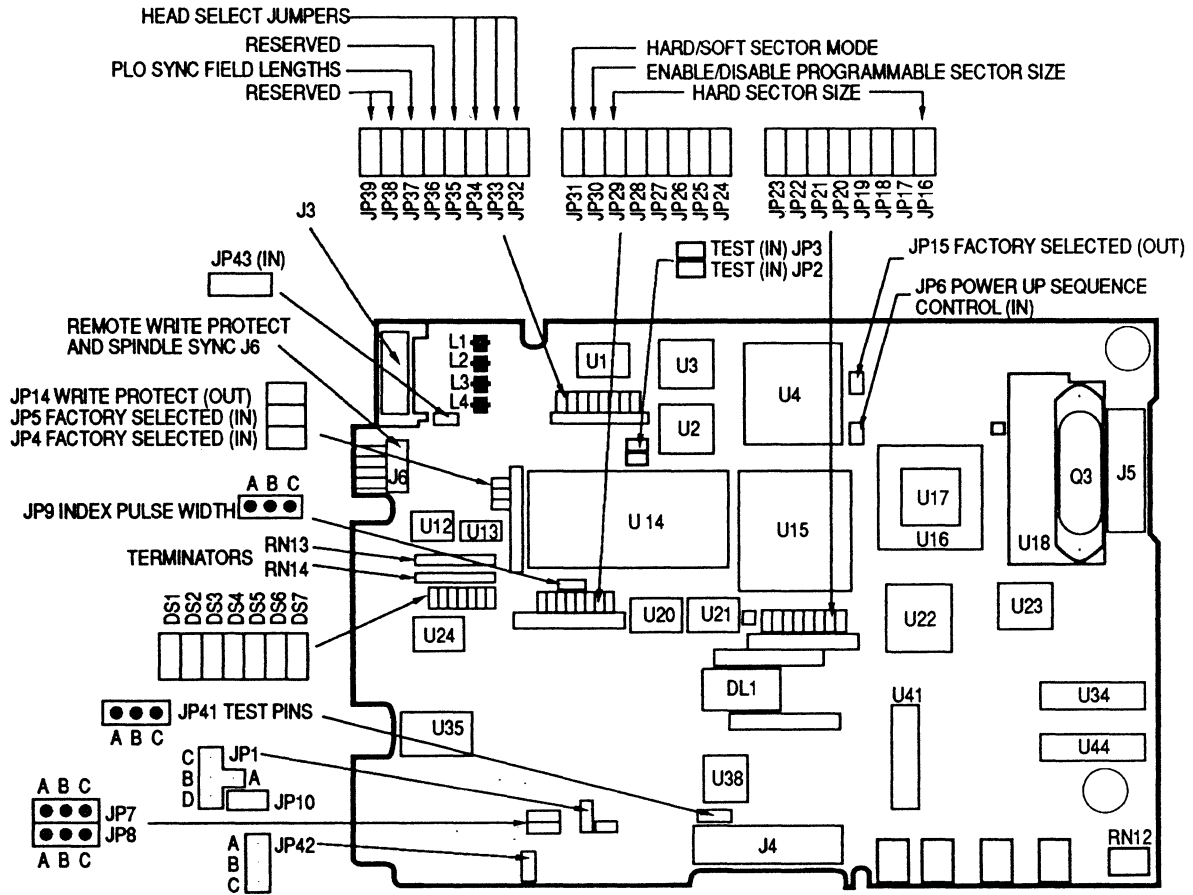 HEAD SELECT JUMPERS
RESERVED
PLO SYNC FIELD LENGTHS
RESERVED
HARD/SOFT SECTOR MODE
ENABLE/DISABLE PROGRAMMABLE SECTOR SIZE
HARD SECTOR SIZE
JP39 JP38 JP37 JP36 JP35 JP34 JP33 JP32
JP31 JP30 JP29 JP28 JP27 JP26 JP25 JP24
JP23 JP22 JP21 JP20 JP19 JP18 JP17 JP16
J3
JP43 (IN)
TEST (IN) JP3
TEST (IN) JP2
JP15 FACTORY SELECTED (OUT)
JP6 POWER UP SEQUENCE
CONTROL (IN)
REMOTE WRITE PROTECT
AND SPINDLE SYNC J6
L1
L2
L3
L4
U1
U3
U4
U2
JP14 WRITE PROTECT (OUT)
JP5 FACTORY SELECTED (IN)
JP4 FACTORY SELECTED (IN)
J6
A B C
JP9 INDEX PULSE WIDTH
U12
U13
U 14
U15
U17
U16
U18
Q3
J5
TERMINATORS
RN13
RN14
DS1 DS2 DS3 DS4 DS5 DS6 DS7
U24
U20
U21
U22
U23
DL1
U41
U34
U44
JP41 TEST PINS
A B C
U35
C
B
D
A
JP1
JP10
A B C
JP7
JP8
A B C
A
B
C
JP42
U38
J4
RN12